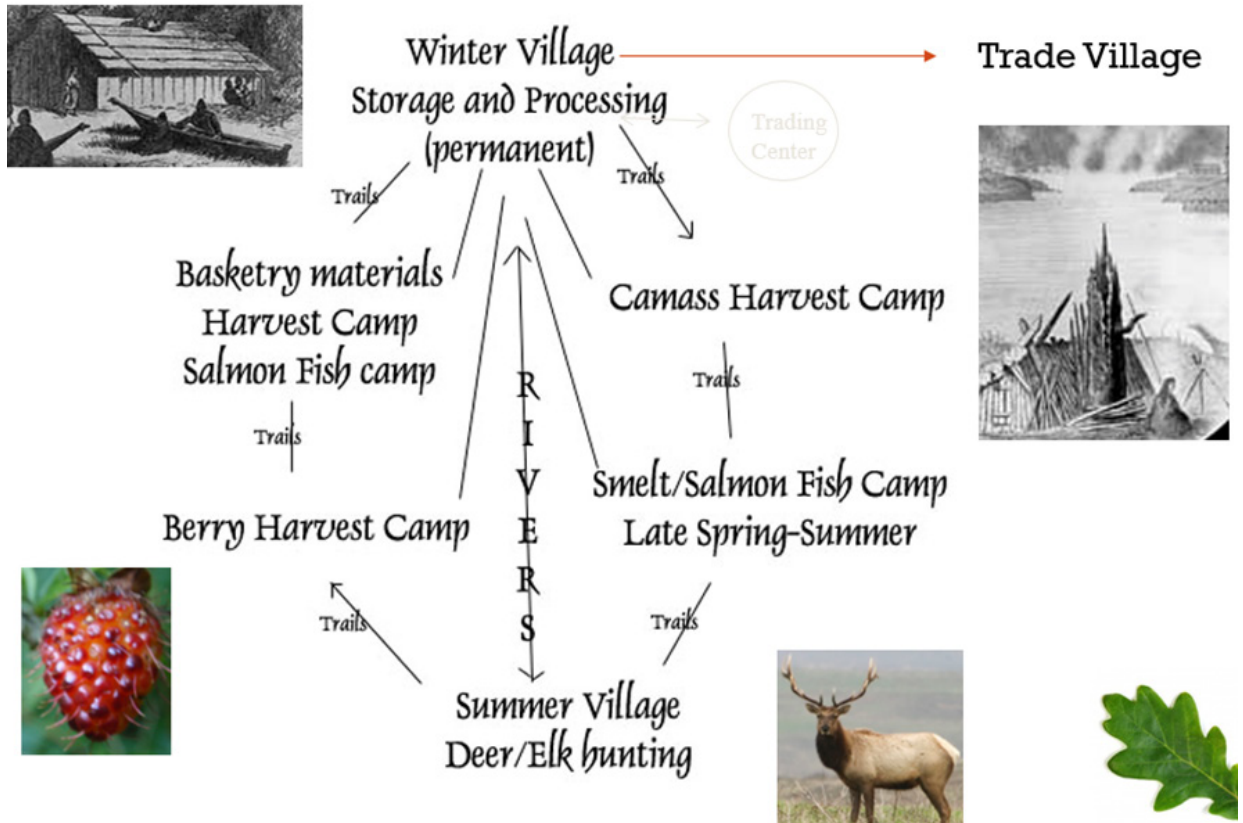 Winter Village
Storage and Processing
(permanent)
Trade Village
Trading
Center
Trails
Trails
Basketry materials
Harvest Camp
Salmon Fish camp
Camass Harvest Camp
Trails
Trails
RIVERS
Berry Harvest Camp
Smelt/Salmon Fish Camp
Late Spring-Summer
Trails
Trails
Summer Village
Deer/Elk hunting